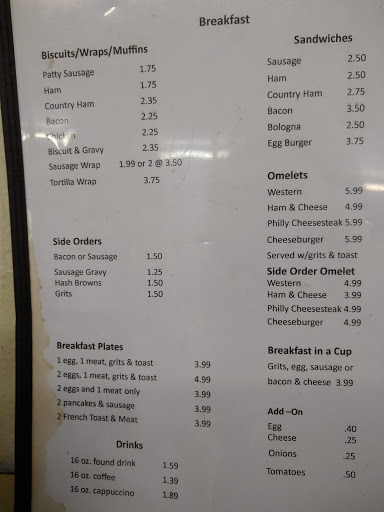 Breakfast
Biscuits/Wraps/Muffins
Patty Sausage 1.75
Ham 1.75
Country Ham 2.35
Bacon 2.25
Chicken 2.25
Biscuit & Gravy 2.35
Sausage Wrap 1.99 or 2 @ 3.50
Tortilla Wrap 3.75
Side Orders
Bacon or Sausage 1.50
Sausage Gravy 1.25
Hash Browns 1.50
Grits 1.50
Breakfast Plates
1 egg, 1 meat, grits & toast 3.99
2 eggs, 1 meat, grits & toast 4.99
2 eggs and 1 meat only 3.99
2 pancakes & sausage 3.99
2 French Toast & Meat 3.99
Drinks
16 oz. found drink 1.59
16 oz. coffee 1.39
16 oz. cappuccino 1.89
Sandwiches
Sausage 2.50
Ham 2.50
Country Ham 2.75
Bacon 3.50
Bologna 2.50
Egg Burger 3.75
Omelets
Western 5.99
Ham & Cheese 4.99
Philly Cheesesteak 5.99
Cheeseburger 5.99
Served w/grits & toast
Side Order Omelet
Western 4.99
Ham & Cheese 3.99
Philly Cheesesteak 4.99
Cheeseburger 4.99
Breakfast in a Cup
Grits, egg, sausage or
bacon & cheese 3.99
Add –On
Egg .40
Cheese .25
Onions .25
Tomatoes .50